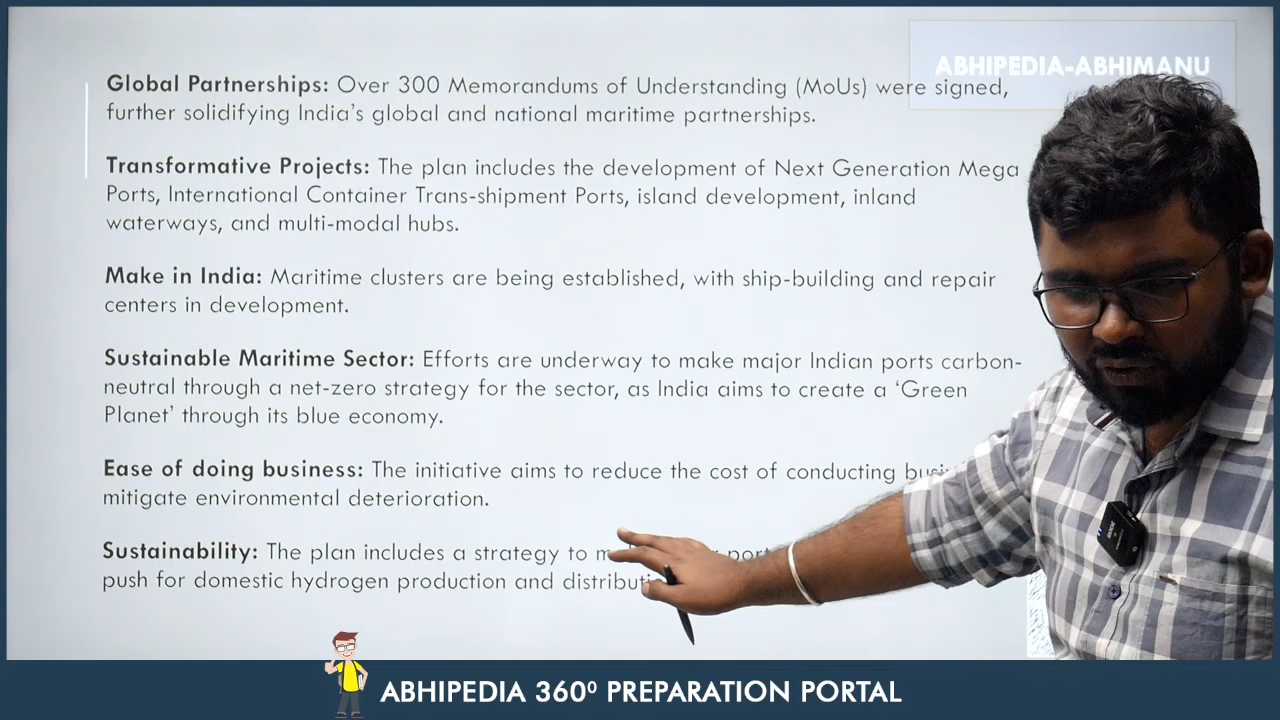 ABHIPEDIA-ABHIMANU
Global Partnerships: Over 300 Memorandums of Understanding (MoUs) were signed,
further solidifying India's global and national maritime partnerships.
Transformative Projects: The plan includes the development of Next Generation Mega
Ports, International Container Trans-shipment Ports, island development, inland
waterways, and multi-modal hubs.
Make in India: Maritime clusters are being established, with ship-building and repair
centers in development.
Sustainable Maritime Sector: Efforts are underway to make major Indian ports carbon-
neutral through a net-zero strategy for the sector, as India aims to create a 'Green
Planet' through its blue economy.
Ease of doing business: The initiative aims to reduce the cost of conducting
mitigate environmental deterioration.
Sustainability: The plan includes a strategy to
push for domestic hydrogen production and
ABHIPEDIA 360⁰ PREPARATION PORTAL